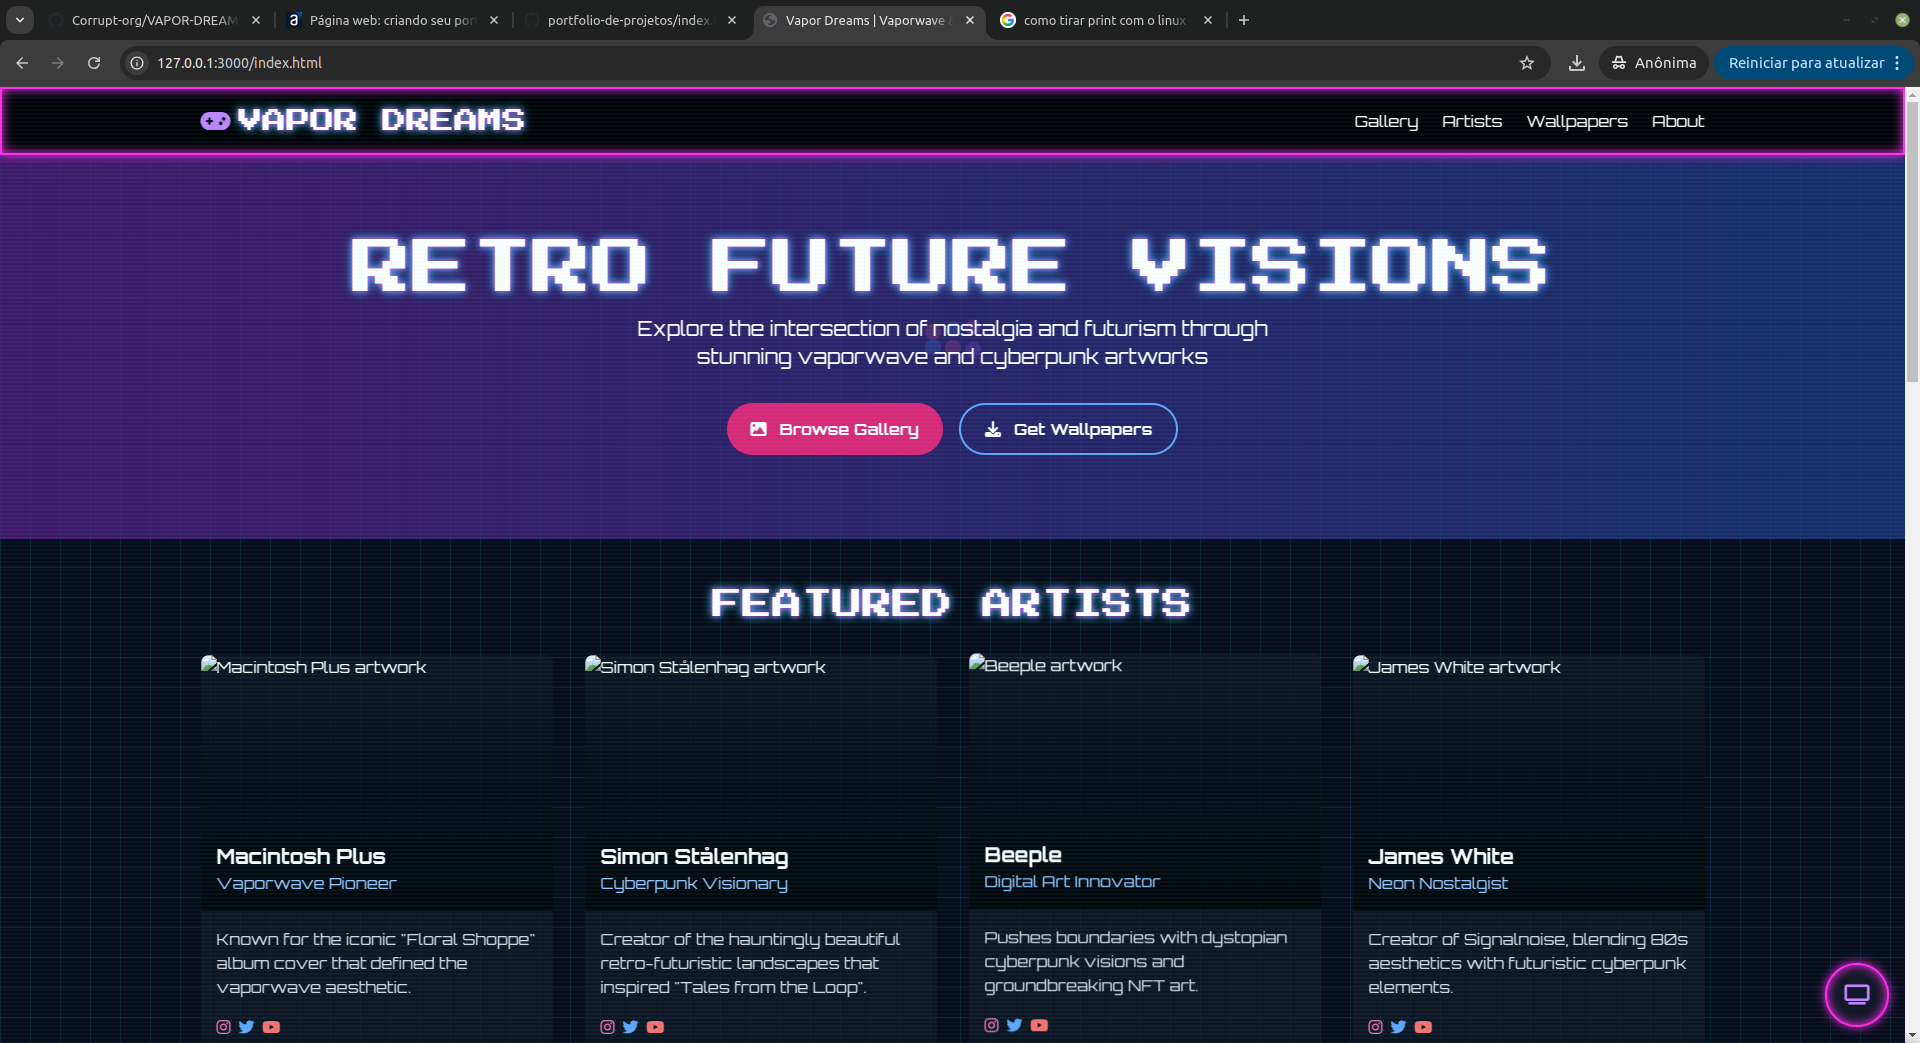 Corrupt-org/VAPOR-DREAM
Página web: criando seu por
portfolio-de-projetos/index.
Vapor Dreams | Vaporwave &
como tirar print com o linux
127.0.0.1:3000/index.html
Anônima
Reiniciar para atualizar
VAPOR DREAMS
Gallery
Artists
Wallpapers
About
RETRO FUTURE VISIONS
Explore the intersection of nostalgia and futurism through
stunning vaporwave and cyberpunk artworks
Browse Gallery
Get Wallpapers
FEATURED ARTISTS
Macintosh Plus artwork
Macintosh Plus
Vaporwave Pioneer
Known for the iconic "Floral Shoppe"
album cover that defined the
vaporwave aesthetic.
Simon Stålenhag artwork
Simon Stålenhag
Cyberpunk Visionary
Creator of the hauntingly beautiful
retro-futuristic landscapes that
inspired "Tales from the Loop".
Beeple artwork
Beeple
Digital Art Innovator
Pushes boundaries with dystopian
cyberpunk visions and
groundbreaking NFT art.
James White artwork
James White
Neon Nostalgist
Creator of Signalnoise, blending 80s
aesthetics with futuristic cyberpunk
elements.